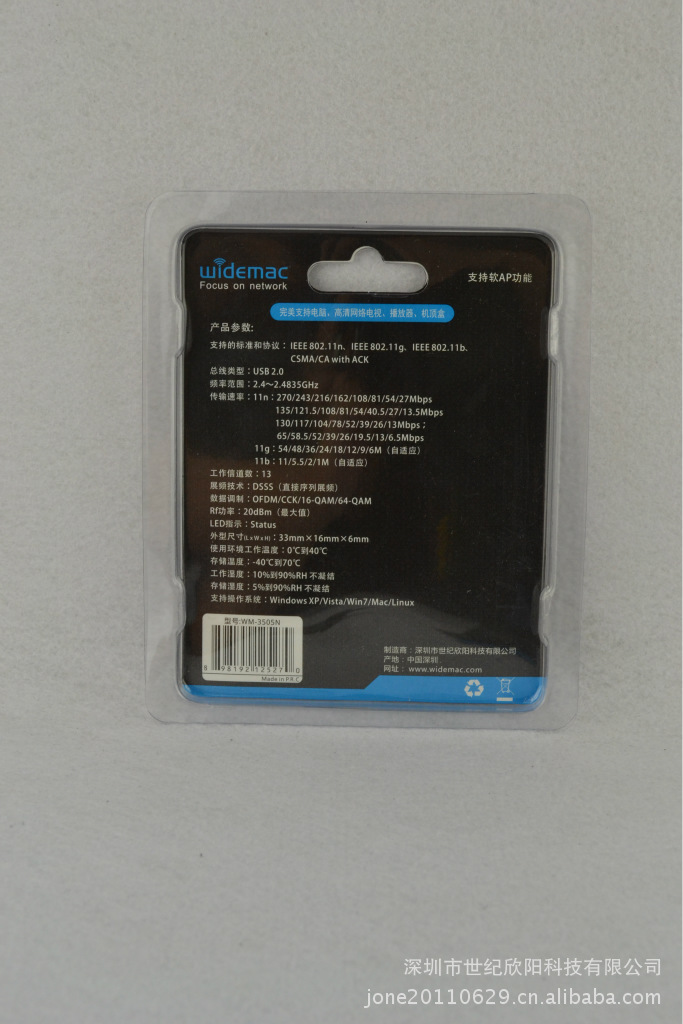 widemac
Focus on network
支持软AP功能
完美支持电脑、高清网络电视、播放器、机顶盒
产品参数:
支持的标准和协议：IEEE 802.11n、IEEE 802.11g、IEEE 802.11b、
CSMA/CA with ACK
总线类型：USB 2.0
频率范围：2.4～2.4835GHz
传输速率：11n：270/243/216/162/108/81/54/27Mbps
135/121.5/108/81/54/40.5/27/13.5Mbps
130/117/104/78/52/39/26/13Mbps；
65/58.5/52/39/26/19.5/13/6.5Mbps
11g：54/48/36/24/18/12/9/6M（自适应）
11b：11/5.5/2/1M（自适应）
工作信道数：13
展频技术：DSSS（直接序列展频）
数据调制：OFDM/CCK/16-QAM/64-QAM
Rf功率：20dBm（最大值）
LED指示：Status
外型尺寸(LxWxH)：33mm×16mm×6mm
使用环境工作温度：0℃到40℃
存储温度：-40℃到70℃
工作湿度：10%到90%RH 不凝结
存储湿度：5%到90%RH 不凝结
支持操作系统：Windows XP/Vista/Win7/Mac/Linux
型号:WM-3505N
8 98192 12527 0
Made in P.R.C
制造商：深圳市世纪欣阳科技有限公司
产地：中国深圳
网址：www.widemac.com
深圳市世纪欣阳科技有限公司
jone20110629.cn.alibaba.com